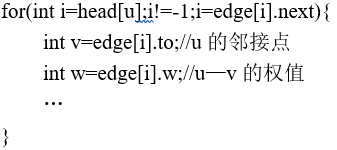 for(int i=head[u];i!=-1;i=edge[i].next){
int v=edge[i].to;//u 的邻接点
int w=edge[i].w;//u—v 的权值
…
}